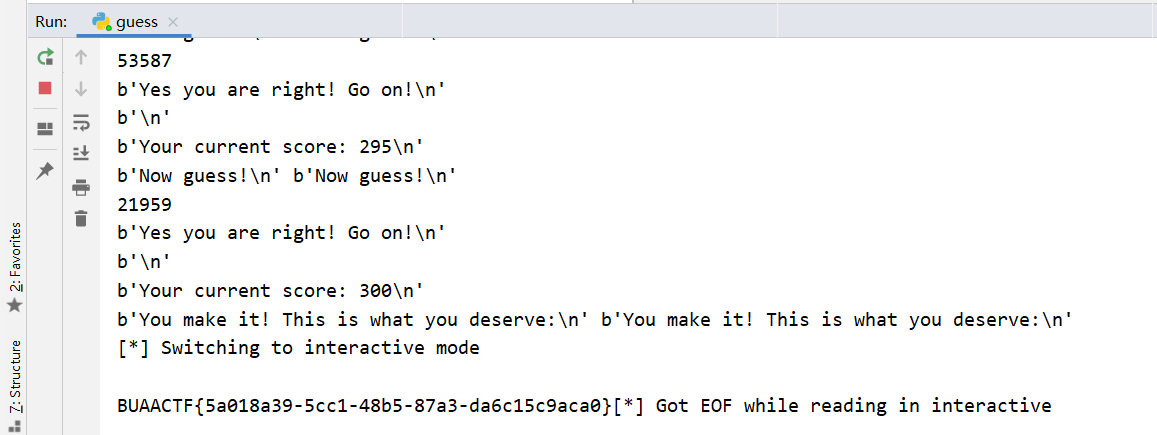 Run: guess
53587
b'Yes you are right! Go on!\n'
b'\n'
b'Your current score: 295\n'
b'Now guess!\n' b'Now guess!\n'
21959
b'Yes you are right! Go on!\n'
b'\n'
b'Your current score: 300\n'
b'You make it! This is what you deserve:\n' b'You make it! This is what you deserve:\n'
[*] Switching to interactive mode
BUAACTF{5a018a39-5cc1-48b5-87a3-da6c15c9aca0}[*] Got EOF while reading in interactive
2: Favorites
7: Structure